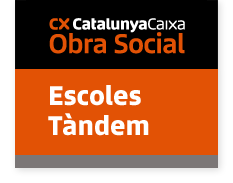 CX CatalunyaCaixa
Obra Social
Escoles
Tàndem